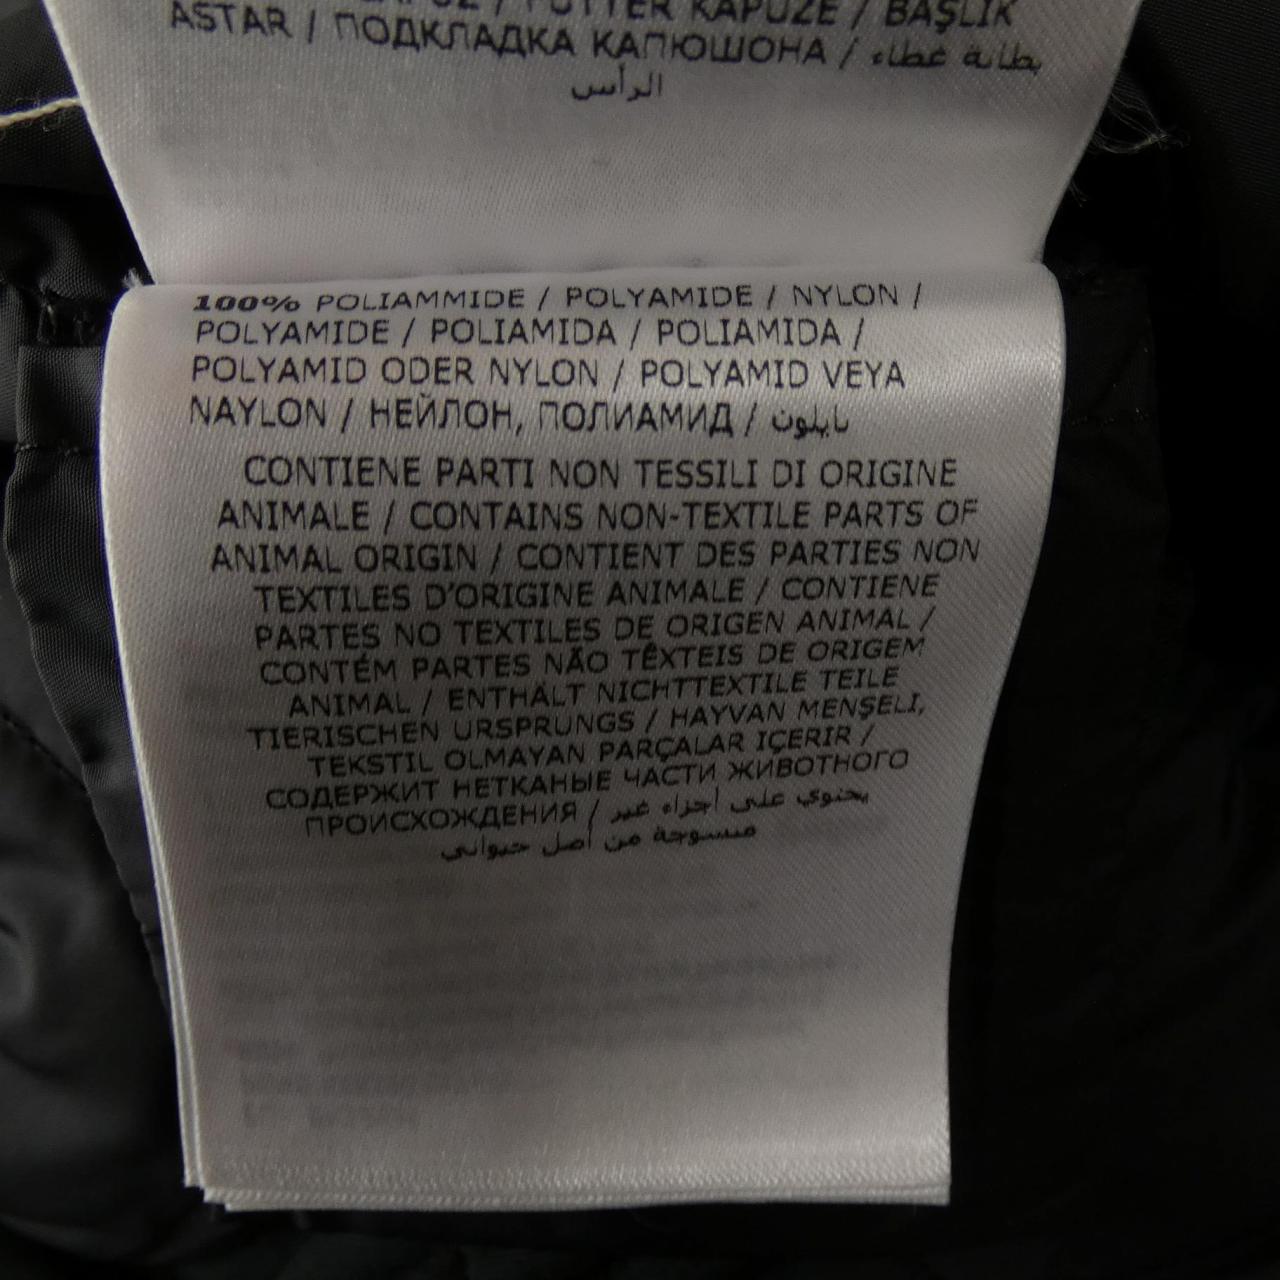 / FUTTER KAPUZE / BAŞLIK
ASTAR / ПОДКЛАДКА КАПЮШОНА / بطانة غطاء
الرأس
100% POLIAMMIDE / POLYAMIDE / NYLON /
POLYAMIDE / POLIAMIDA / POLIAMIDA /
POLYAMID ODER NYLON / POLYAMID VEYA
NAYLON / НЕЙЛОН, ПОЛИАМИД / نايلون
CONTIENE PARTI NON TESSILI DI ORIGINE
ANIMALE / CONTAINS NON-TEXTILE PARTS OF
ANIMAL ORIGIN / CONTIENT DES PARTIES NON
TEXTILES D'ORIGINE ANIMALE / CONTIENE
PARTES NO TEXTILES DE ORIGEN ANIMAL /
CONTÉM PARTES NÃO TÊXTEIS DE ORIGEM
ANIMAL / ENTHÄLT NICHTTEXTILE TEILE
TIERISCHEN URSPRUNGS / HAYVAN MENŞELI,
TEKSTIL OLMAYAN PARÇALAR IÇERIR /
СОДЕРЖИТ НЕТКАНЫЕ ЧАСТИ ЖИВОТНОГО
ПРОИСХОЖДЕНИЯ / يحتوي على أجزاء غير
منسوجة من أصل حيواني